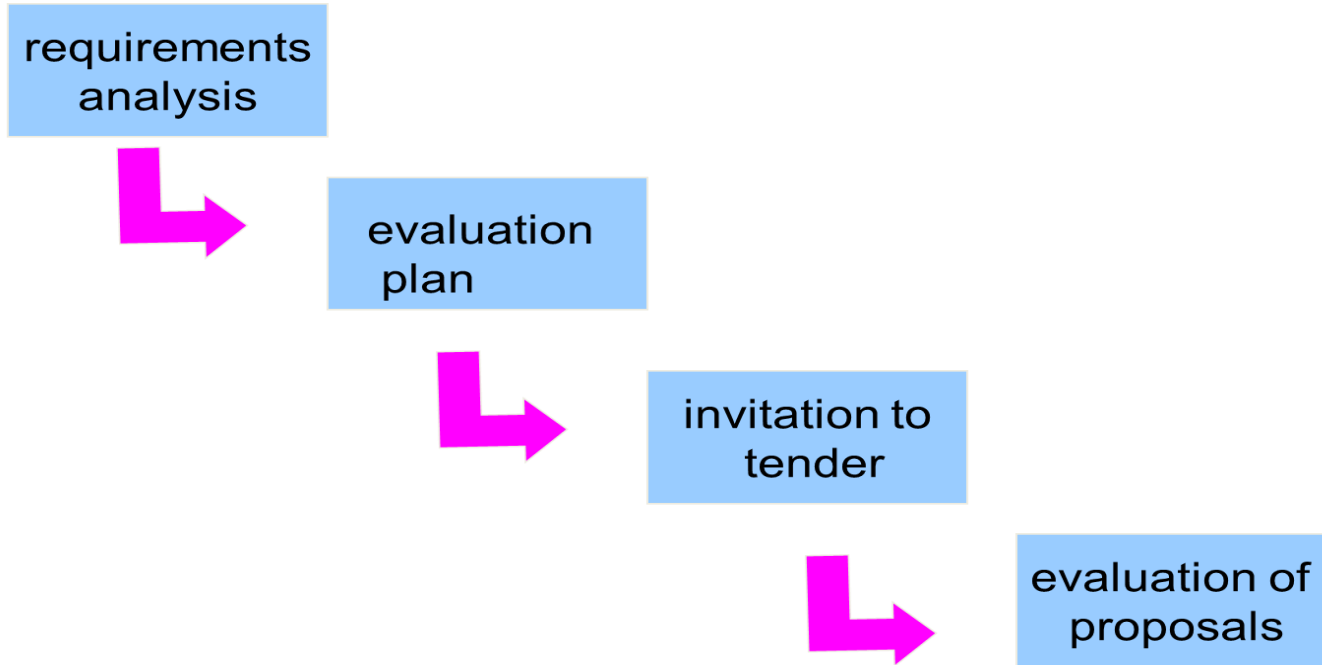 requirements
analysis
evaluation
plan
invitation to
tender
evaluation of
proposals